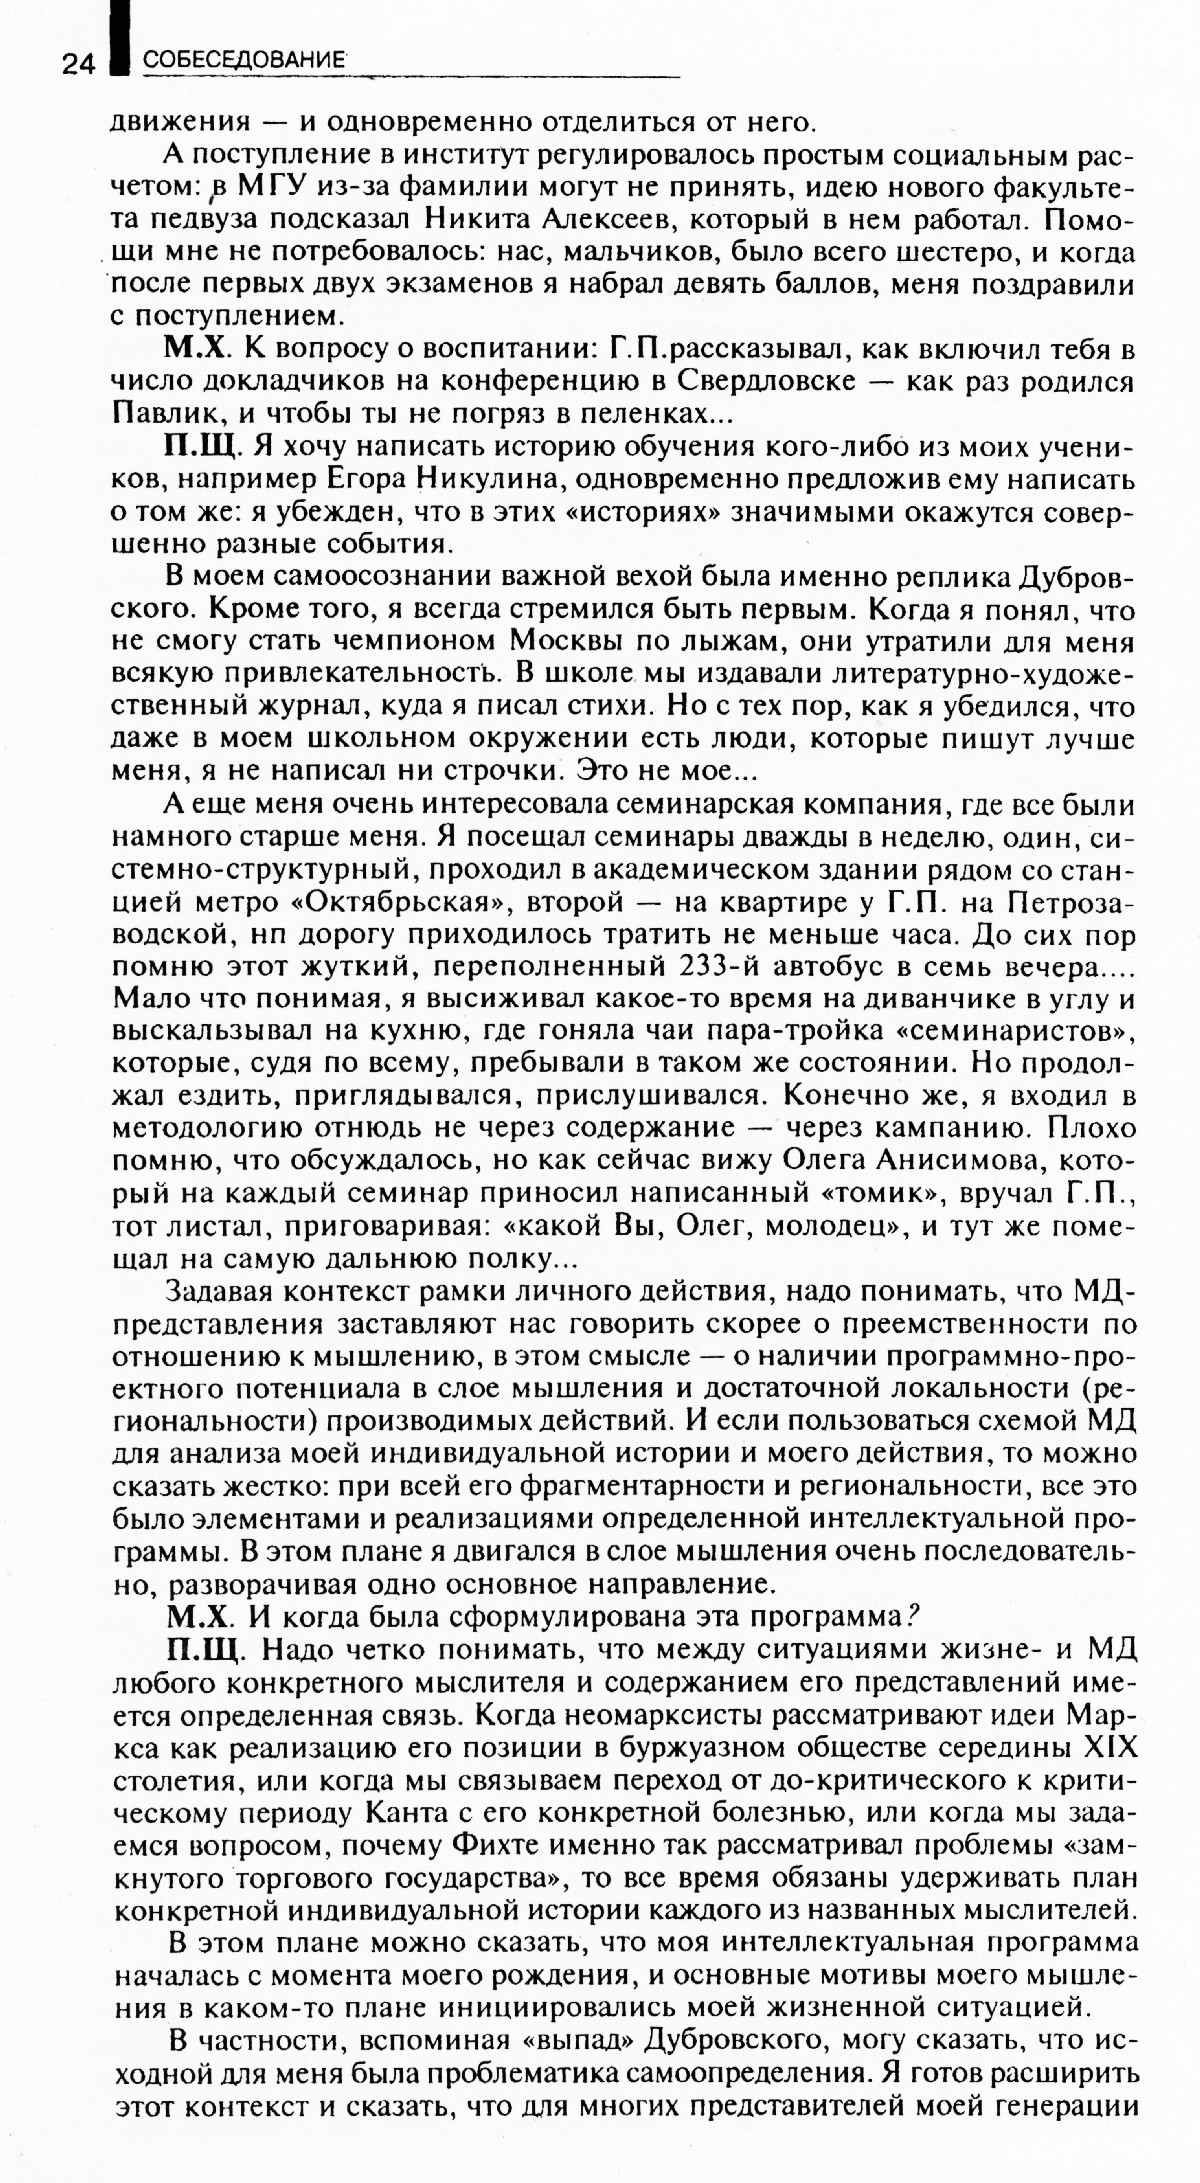 24
СОБЕСЕДОВАНИЕ
движения — и одновременно отделиться от него.
А поступление в институт регулировалось простым социальным рас-
четом: в МГУ из-за фамилии могут не принять, идею нового факульте-
та педвуза подсказал Никита Алексеев, который в нем работал. Помо-
щи мне не потребовалось: нас, мальчиков, было всего шестеро, и когда
после первых двух экзаменов я набрал девять баллов, меня поздравили
с поступлением.
М.Х. К вопросу о воспитании: Г.П.рассказывал, как включил тебя в
число докладчиков на конференцию в Свердловске — как раз родился
Павлик, и чтобы ты не погряз в пеленках...
П.Щ. Я хочу написать историю обучения кого-либо из моих учени-
ков, например Егора Никулина, одновременно предложив ему написать
о том же: я убежден, что в этих «историях» значимыми окажутся совер-
шенно разные события.
В моем самоосознании важной вехой была именно реплика Дубров-
ского. Кроме того, я всегда стремился быть первым. Когда я понял, что
не смогу стать чемпионом Москвы по лыжам, они утратили для меня
всякую привлекательность. В школе мы издавали литературно-художе-
ственный журнал, куда я писал стихи. Но с тех пор, как я убедился, что
даже в моем школьном окружении есть люди, которые пишут лучше
меня, я не написал ни строчки. Это не мое...
А еще меня очень интересовала семинарская компания, где все были
намного старше меня. Я посещал семинары дважды в неделю, один, си-
стемно-структурный, проходил в академическом здании рядом со стан-
цией метро «Октябрьская», второй — на квартире у Г.П. на Петроза-
водской, нп дорогу приходилось тратить не меньше часа. До сих пор
помню этот жуткий, переполненный 233-й автобус в семь вечера....
Мало что понимая, я высиживал какое-то время на диванчике в углу и
выскальзывал на кухню, где гоняла чаи пара-тройка «семинаристов»,
которые, судя по всему, пребывали в таком же состоянии. Но продол-
жал ездить, приглядывался, прислушивался. Конечно же, я входил в
методологию отнюдь не через содержание — через кампанию. Плохо
помню, что обсуждалось, но как сейчас вижу Олега Анисимова, кото-
рый на каждый семинар приносил написанный «томик», вручал Г.П.,
тот листал, приговаривая: «какой Вы, Олег, молодец», и тут же поме-
щал на самую дальнюю полку...
Задавая контекст рамки личного действия, надо понимать, что МД-
представления заставляют нас говорить скорее о преемственности по
отношению к мышлению, в этом смысле — о наличии программно-про-
ектного потенциала в слое мышления и достаточной локальности (ре-
гиональности) производимых действий. И если пользоваться схемой МД
для анализа моей индивидуальной истории и моего действия, то можно
сказать жестко: при всей его фрагментарности и региональности, все это
было элементами и реализациями определенной интеллектуальной про-
граммы. В этом плане я двигался в слое мышления очень последователь-
но, разворачивая одно основное направление.
М.Х. И когда была сформулирована эта программа?
П.Щ. Надо четко понимать, что между ситуациями жизне- и МД
любого конкретного мыслителя и содержанием его представлений име-
ется определенная связь. Когда неомарксисты рассматривают идеи Мар-
кса как реализацию его позиции в буржуазном обществе середины XIX
столетия, или когда мы связываем переход от до-критического к крити-
ческому периоду Канта с его конкретной болезнью, или когда мы зада-
емся вопросом, почему Фихте именно так рассматривал проблемы «зам-
кнутого торгового государства», то все время обязаны удерживать план
конкретной индивидуальной истории каждого из названных мыслителей.
В этом плане можно сказать, что моя интеллектуальная программа
началась с момента моего рождения, и основные мотивы моего мышле-
ния в каком-то плане инициировались моей жизненной ситуацией.
В частности, вспоминая «выпад» Дубровского, могу сказать, что ис-
ходной для меня была проблематика самоопределения. Я готов расширить
этот контекст и сказать, что для многих представителей моей генерации